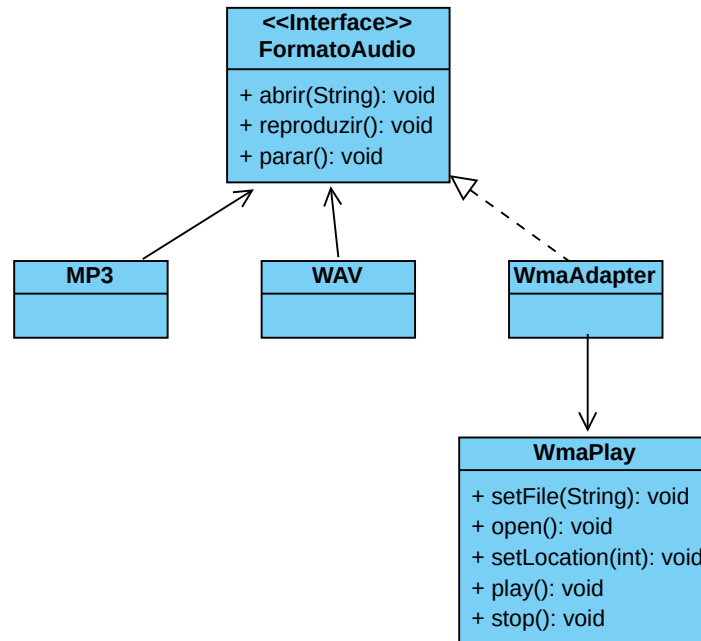 <<Interface>>
FormatoAudio
+ abrir(String): void
+ reproduzir(): void
+ parar(): void
MP3
WAV
WmaAdapter
WmaPlay
+ setFile(String): void
+ open(): void
+ setLocation(int): void
+ play(): void
+ stop(): void